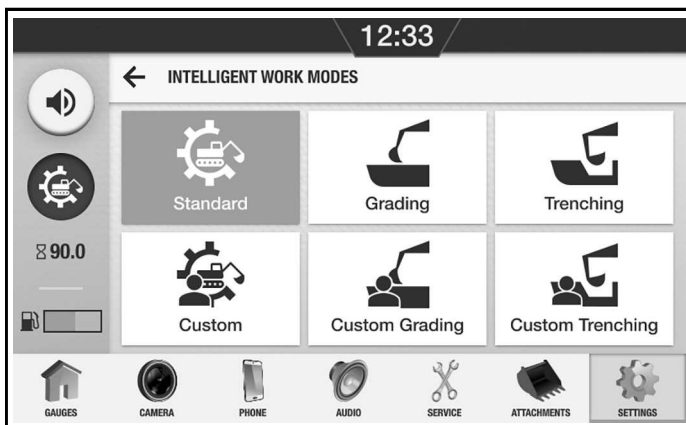 12:33
INTELLIGENT WORK MODES
Standard
Grading
Trenching
90.0
Custom
Custom Grading
Custom Trenching
GAUGES
CAMERA
PHONE
AUDIO
SERVICE
ATTACHMENTS
SETTINGS